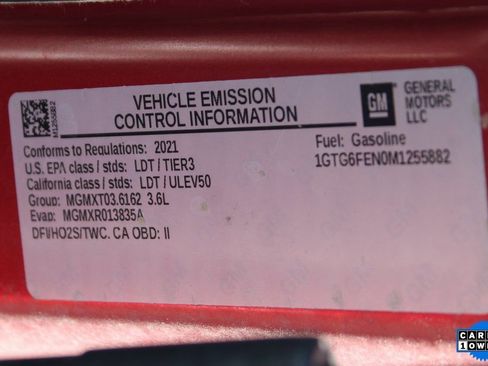 VEHICLE EMISSION
CONTROL INFORMATION
GM
GENERAL
MOTORS
LLC
M1255882
Conforms to Regulations: 2021
U.S. EPA class / stds: LDT / TIER3
California class / stds: LDT / ULEV50
Group: MGMXT03.6162 3.6L
Evap: MGMXR013835A
DFI/HO2S/TWC. CA OBD: II
Fuel: Gasoline
1GTG6FEN0M1255882